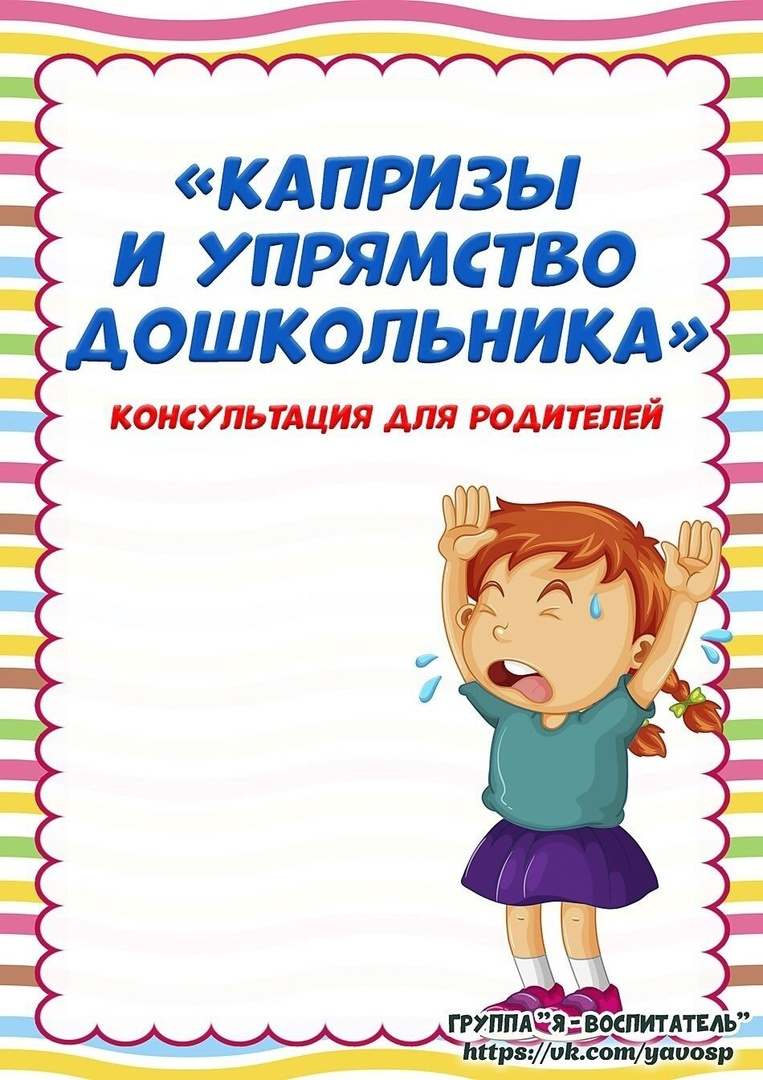 «КАПРИЗЫ
И УПРЯМСТВО
ДОШКОЛЬНИКА»
КОНСУЛЬТАЦИЯ ДЛЯ РОДИТЕЛЕЙ
ГРУППА "Я - ВОСПИТАТЕЛЬ"
https://vk.com/yavosp